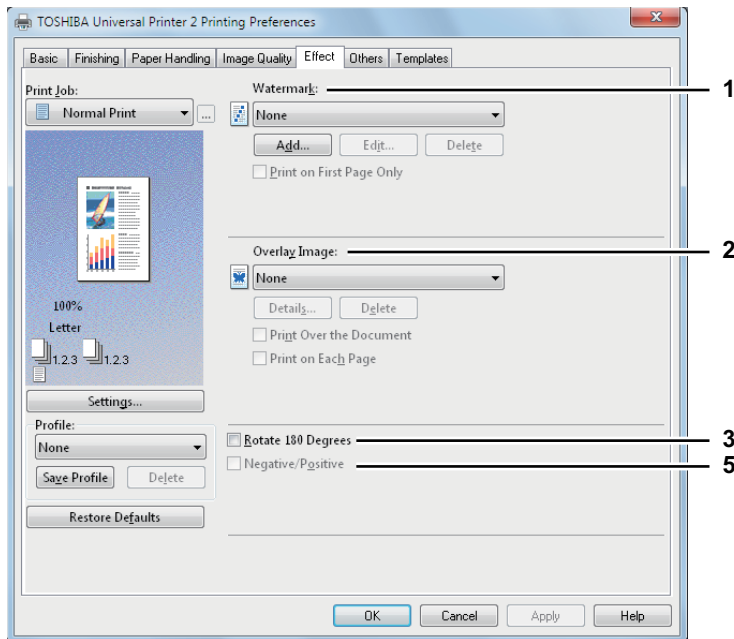 TOSHIBA Universal Printer 2 Printing Preferences
Basic Finishing Paper Handling Image Quality Effect Others Templates
Print Job:
Normal Print ...
100%
Letter
1.2.3 1.2.3
Settings...
Profile:
None
Save Profile Delete
Restore Defaults
Watermark: 1
None
Add... Edit... Delete
Print on First Page Only
Overlay Image: 2
None
Details... Delete
Print Over the Document
Print on Each Page
Rotate 180 Degrees 3
Negative/Positive 5
OK Cancel Apply Help